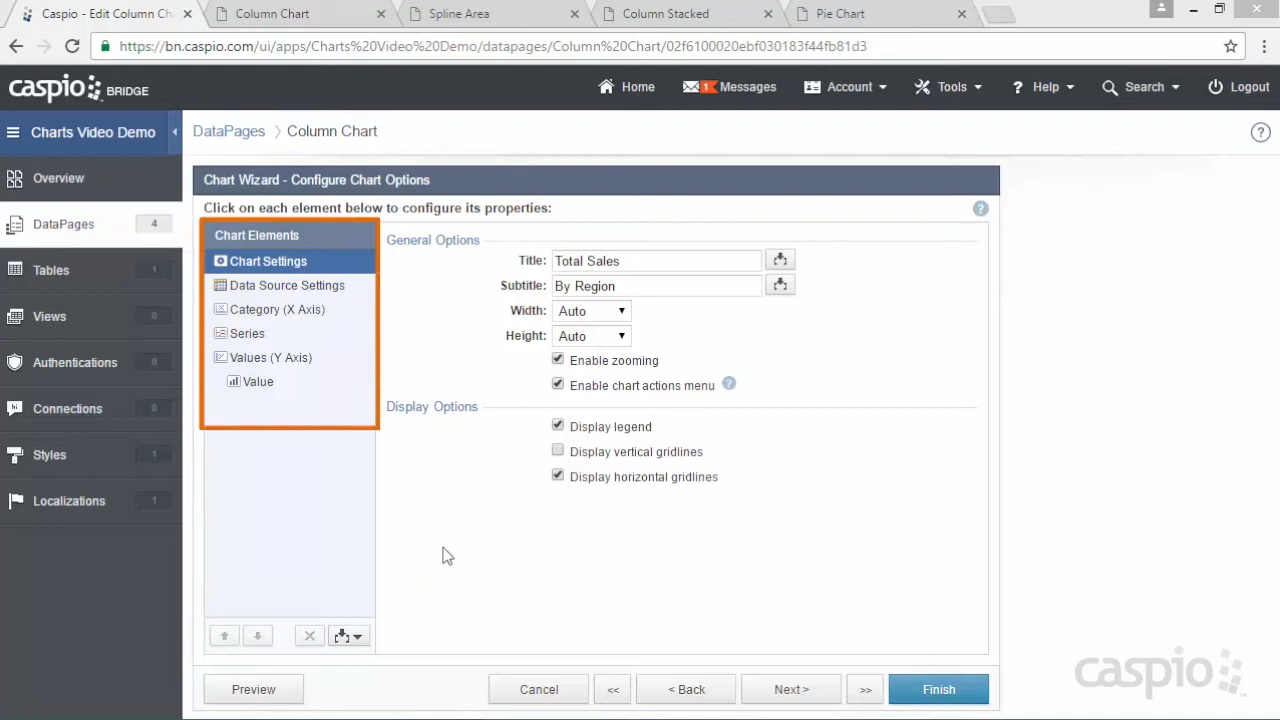 Caspio - Edit Column Ch
Column Chart
Spline Area
Column Stacked
Pie Chart
https://bn.caspio.com/ui/apps/Charts%20Video%20Demo/datapages/Column%20Chart/02f6100020ebf030183f44fb81d3
caspio BRIDGE
Home
1 Messages
Account
Tools
? Help
Search
Logout
Charts Video Demo
DataPages
Column Chart
?
Overview
DataPages 4
Tables 1
Views 0
Authentications 0
Connections 0
Styles 1
Localizations 1
Chart Wizard - Configure Chart Options
Click on each element below to configure its properties:
?
Chart Elements
Chart Settings
Data Source Settings
Category (X Axis)
Series
Values (Y Axis)
Value
General Options
Title: Total Sales
Subtitle: By Region
Width: Auto
Height: Auto
Enable zooming
Enable chart actions menu ?
Display Options
Display legend
Display vertical gridlines
Display horizontal gridlines
Preview
Cancel
<<
< Back
Next >
>>
Finish
caspio